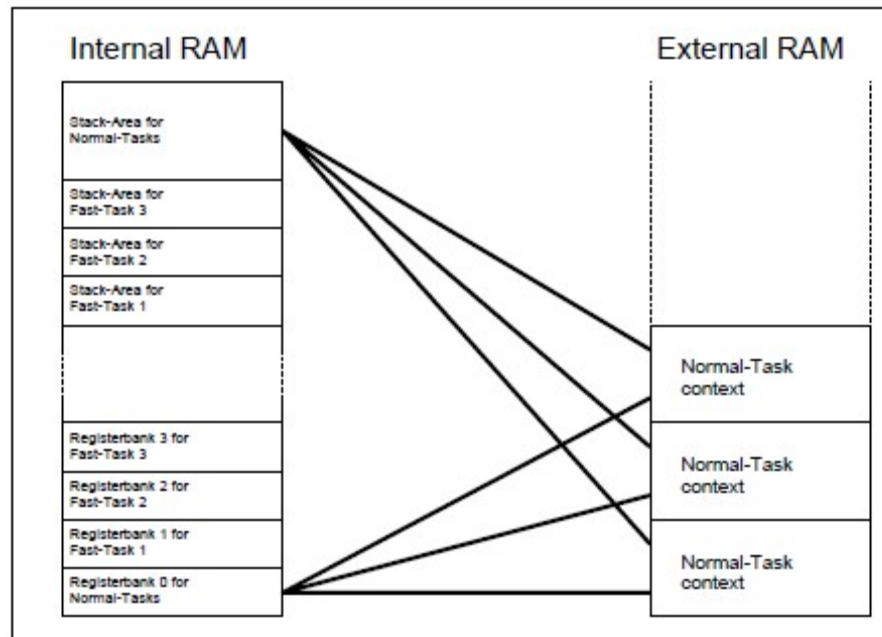 Internal RAM
External RAM
Stack-Area for
Normal-Tasks
Stack-Area for
Fast-Task 3
Stack-Area for
Fast-Task 2
Stack-Area for
Fast-Task 1
Registerbank 3 for
Fast-Task 3
Registerbank 2 for
Fast-Task 2
Registerbank 1 for
Fast-Task 1
Registerbank 0 for
Normal-Tasks
Normal-Task
context
Normal-Task
context
Normal-Task
context